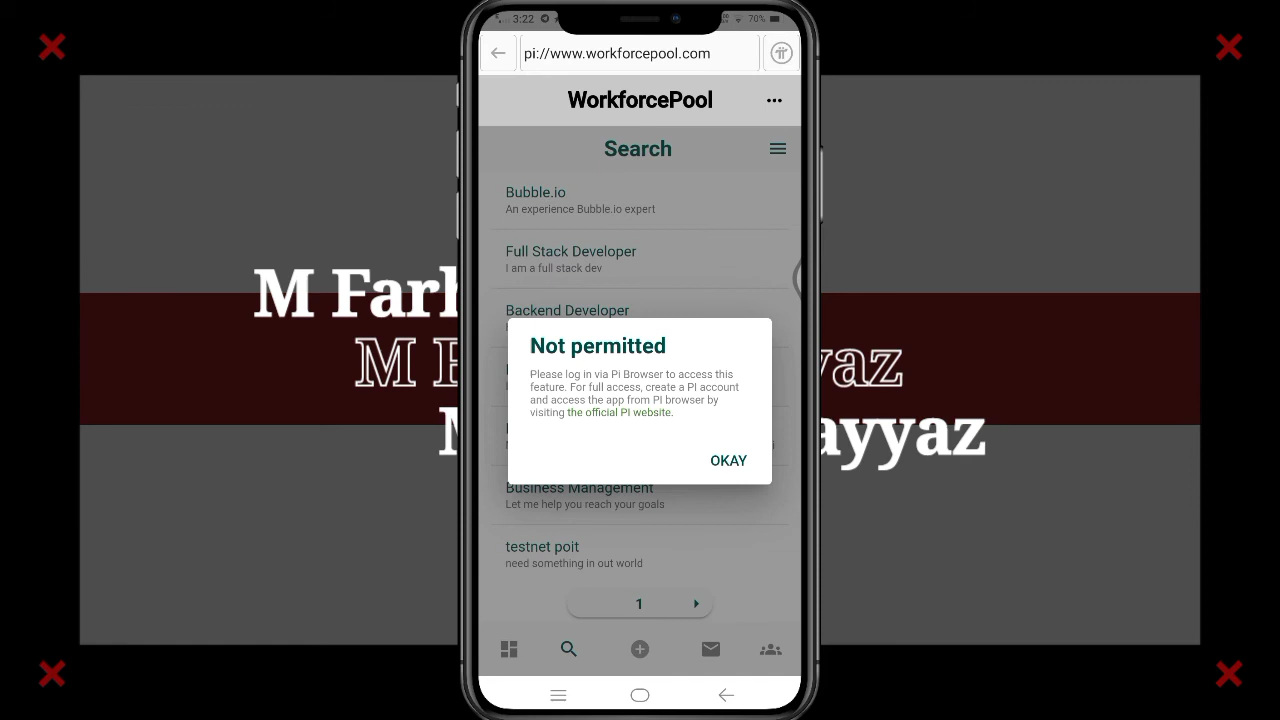 3:22
70%
pi://www.workforcepool.com
WorkforcePool
Search
Bubble.io
An experience Bubble.io expert
Full Stack Developer
I am a full stack dev
Backend Developer
Not permitted
Please log in via Pi Browser to access this
feature. For full access, create a PI account
and access the app from PI browser by
visiting the official PI website.
OKAY
Business Management
Let me help you reach your goals
testnet poit
need something in out world
1
M Farh
M
yaz
ayyaz